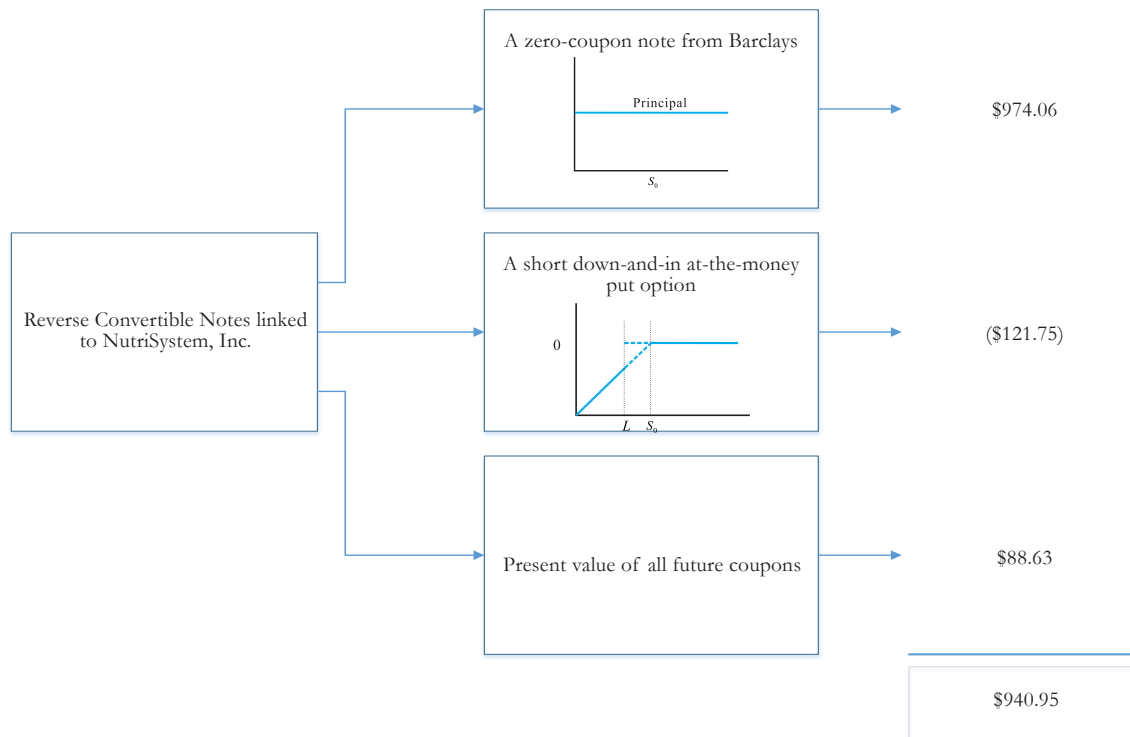 A zero-coupon note from Barclays
Principal
S₀
$974.06
Reverse Convertible Notes linked
to NutriSystem, Inc.
A short down-and-in at-the-money
put option
0
L S₀
($121.75)
Present value of all future coupons
$88.63
$940.95